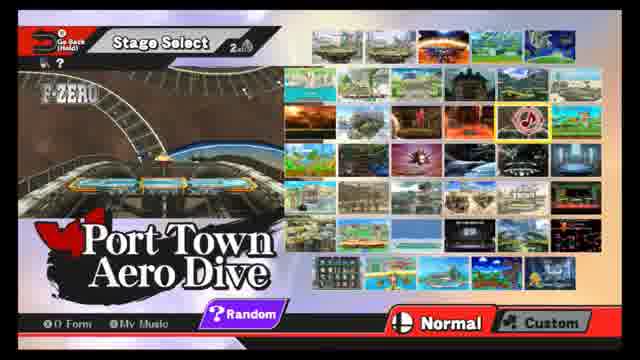 Go Back
(Hold)
Stage Select
2
?
F-ZERO
Port Town
Aero Dive
Ω Form
My Music
? Random
Normal
Custom